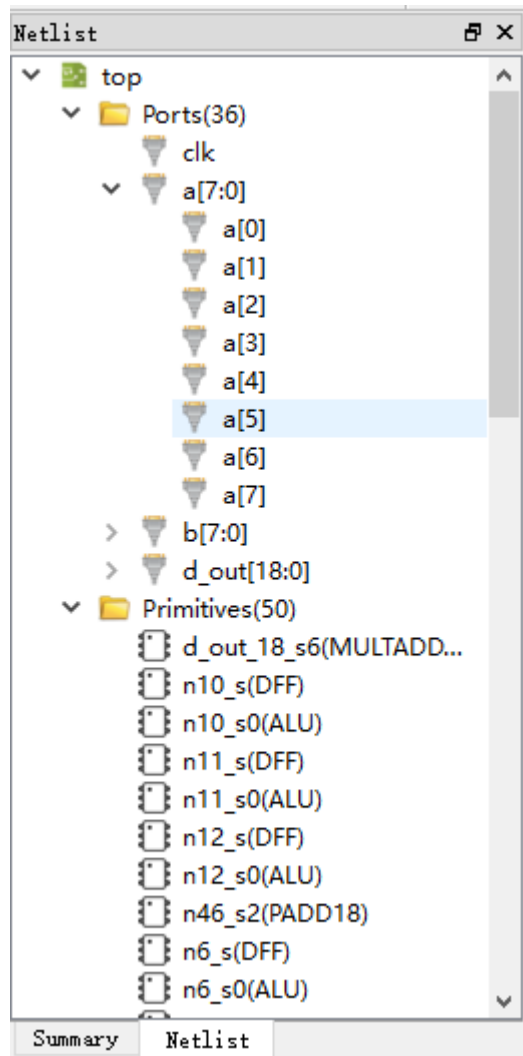 Netlist
top
Ports(36)
clk
a[7:0]
a[0]
a[1]
a[2]
a[3]
a[4]
a[5]
a[6]
a[7]
b[7:0]
d_out[18:0]
Primitives(50)
d_out_18_s6(MULTADD...
n10_s(DFF)
n10_s0(ALU)
n11_s(DFF)
n11_s0(ALU)
n12_s(DFF)
n12_s0(ALU)
n46_s2(PADD18)
n6_s(DFF)
n6_s0(ALU)
Summary Netlist